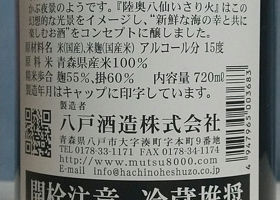 かぶ夜景のようです。『陸奥八仙いさり火』はこの
幻想的な光景をイメージし、"新鮮な海の幸と共に
楽しむお酒"をコンセプトに醸しました。
原材料名 米(国産)、米麹(国産米) アルコール分 15度
原料米 青森県産米100%
精米歩合 麹55%、掛60% 内容量 720ml
製造年月はキャップに印字しています。
製造者
八戸酒造株式会社
青森県八戸市大字湊町字本町9番地
TEL 0178-33-1171 FAX 0178-34-1174
http://www.mutsu8000.com
E-mail info@hachinoheshuzo.co.jp
開栓注意 冷蔵推奨
4947965003683